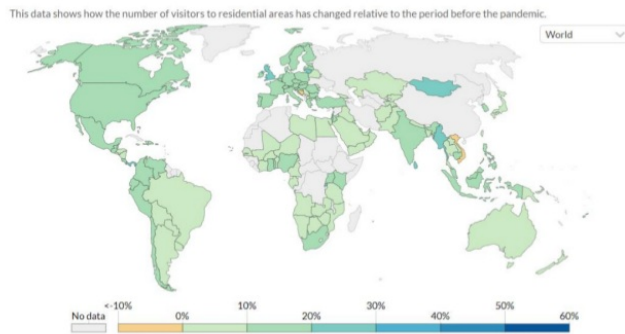 This data shows how the number of visitors to residential areas has changed relative to the period before the pandemic.
World
No data
<-10%
0%
10%
20%
30%
40%
50%
60%